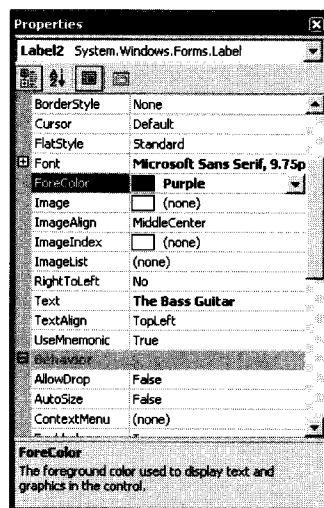 Properties
Label2 System.Windows.Forms.Label
BorderStyle None
Cursor Default
FlatStyle Standard
Font Microsoft Sans Serif, 9.75p
ForeColor Purple
Image (none)
ImageAlign MiddleCenter
ImageIndex (none)
ImageList (none)
RightToLeft No
Text The Bass Guitar
TextAlign TopLeft
UseMnemonic True
Behavior
AllowDrop False
AutoSize False
ContextMenu (none)
ForeColor
The foreground color used to display text and
graphics in the control.